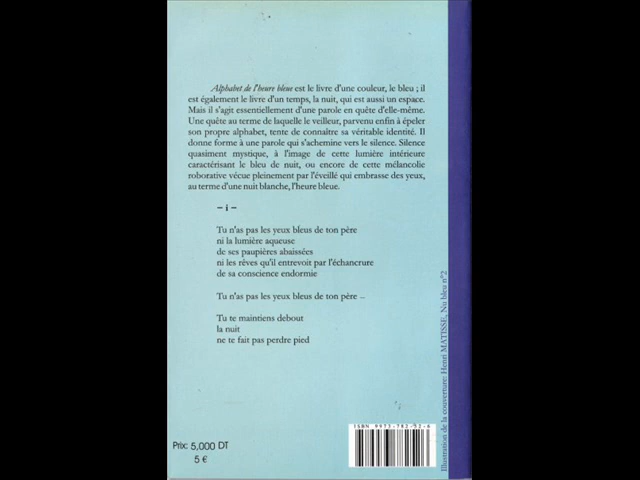 Alphabet de l'heure bleue est le livre d'une couleur, le bleu ; il
est également le livre d'un temps, la nuit, qui est aussi un espace.
Mais il s'agit essentiellement d'une parole en quête d'elle-même.
Une quête au terme de laquelle le veilleur, parvenu enfin à épeler
son propre alphabet, tente de connaître sa véritable identité. Il
donne forme à une parole qui s'achemine vers le silence. Silence
quasiment mystique, à l'image de cette lumière intérieure
caractérisant le bleu de nuit, ou encore de cette mélancolie
roborative vécue pleinement par l'éveillé qui embrasse des yeux,
au terme d'une nuit blanche, l'heure bleue.
– i –
Tu n'as pas les yeux bleus de ton père
ni la lumière aqueuse
de ses paupières abaissées
ni les rêves qu'il entrevoit par l'échancrure
de sa conscience endormie
Tu n'as pas les yeux bleus de ton père –
Tu te maintiens debout
la nuit
ne te fait pas perdre pied
Illustration de la couverture: Henri MATISSE, Nu bleu n°2
Prix: 5,000 DT
5 €